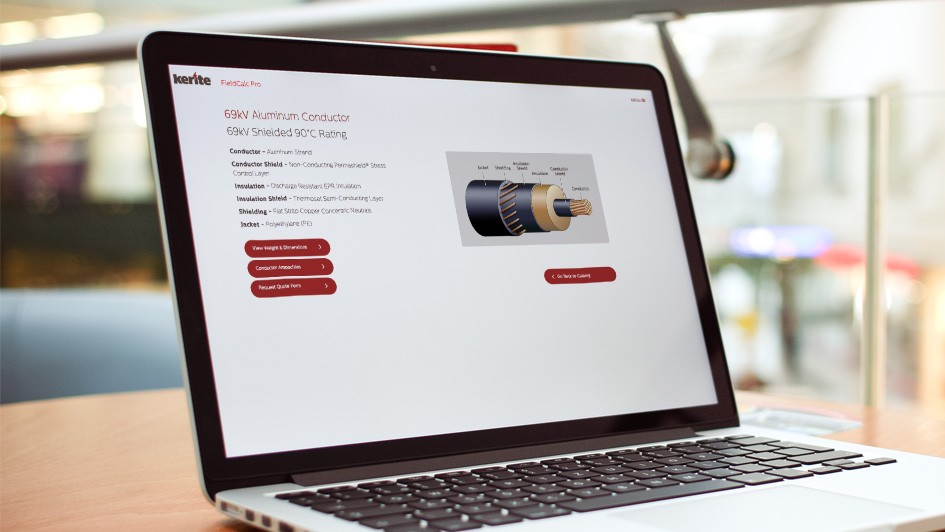 kerite FieldCalc Pro
69kV Aluminum Conductor
69kV Shielded 90°C Rating
Conductor – Aluminum Strand
Conductor Shield – Non-Conducting Permashield® Stress
Control Layer
Insulation – Discharge Resistant EPR Insulation
Insulation Shield – Thermoset Semi-Conducting Layer
Shielding – Flat Strap Copper Concentric Neutrals
Jacket – Polyethylene (PE)
View Weight & Dimensions
Conductor Ampacities
Request Quote Form
Jacket
Shielding
Insulation
Shield
Insulation
Conductor
Shield
Conductor
Go Back to Catalog